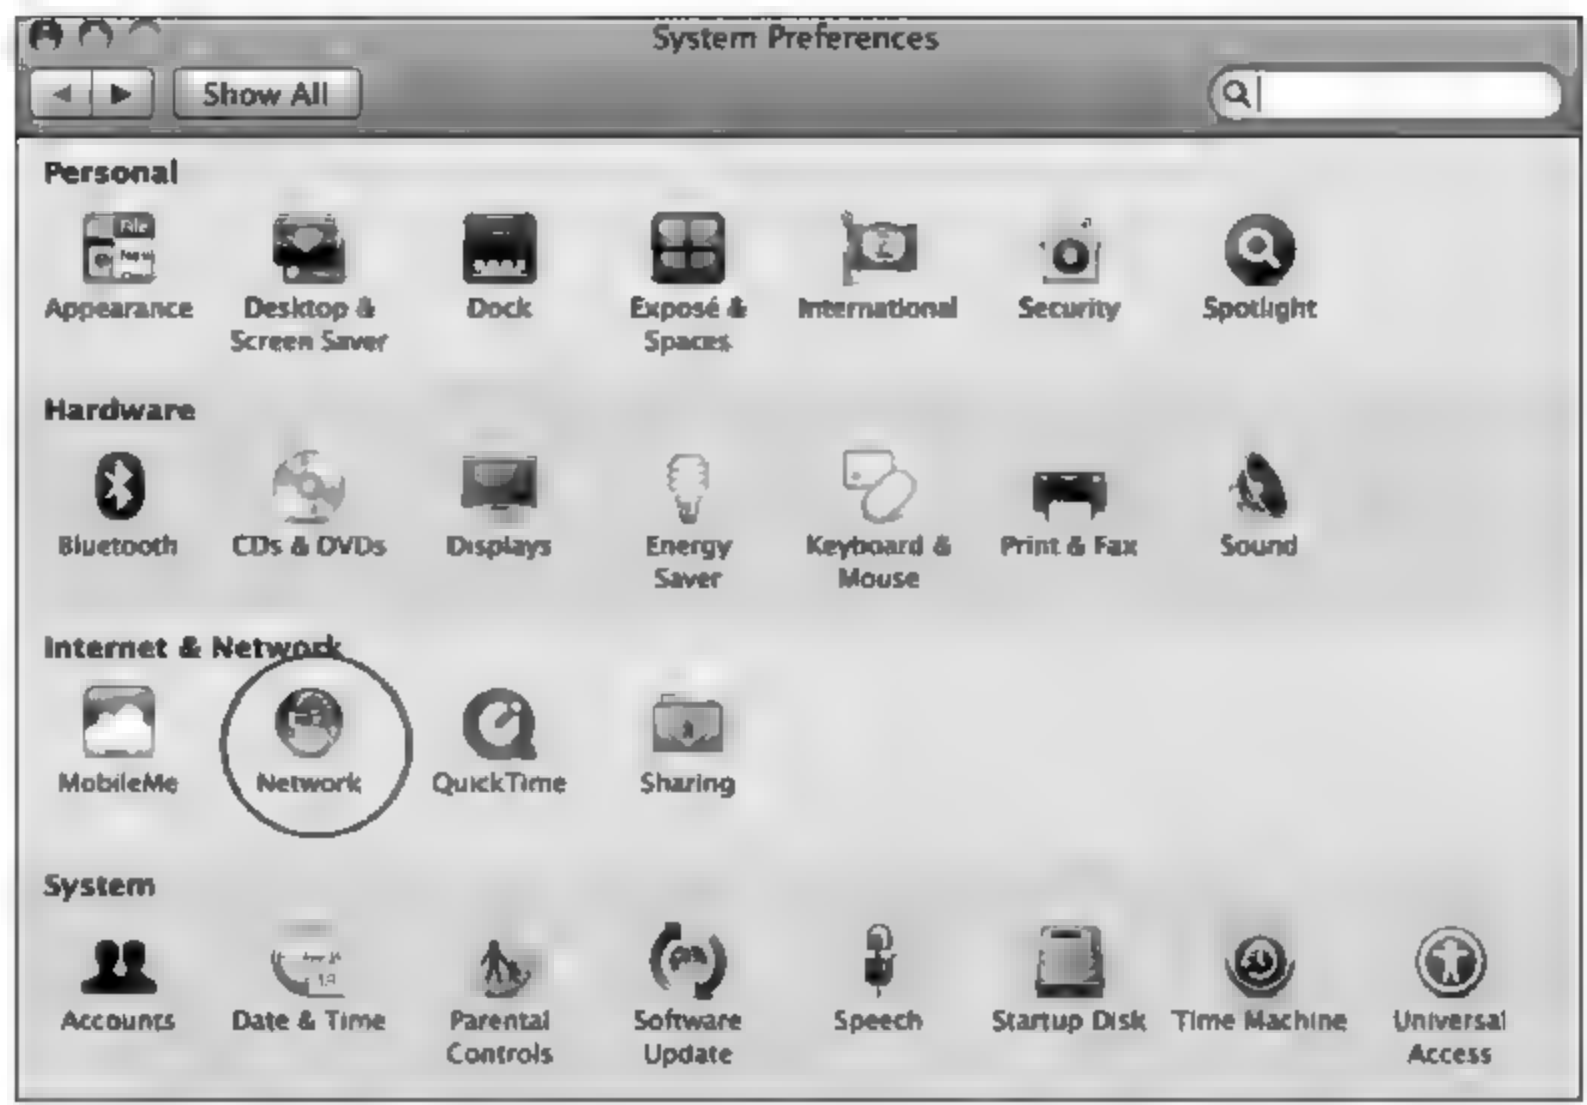 System Preferences
Show All
Personal
Appearance Desktop & Dock Exposé & International Security Spotlight
Screen Saver Spaces
Hardware
Bluetooth CDs & DVDs Displays Energy Keyboard & Print & Fax Sound
Saver Mouse
Internet & Network
MobileMe Network QuickTime Sharing
System
Accounts Date & Time Parental Software Speech Startup Disk Time Machine Universal
Controls Update Access